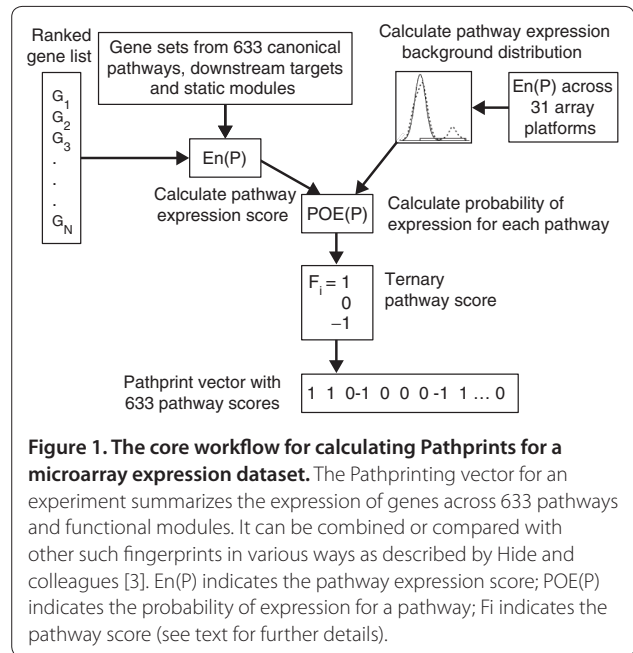 Ranked
gene list
Gene sets from 633 canonical
pathways, downstream targets
and static modules
Calculate pathway expression
background distribution
En(P) across
31 array
platforms
G1
G2
G3
.
.
.
GN
En(P)
Calculate pathway
expression score
POE(P)
Calculate probability of
expression for each pathway
Fi = 1
0
–1
Ternary
pathway score
Pathprint vector with
633 pathway scores
1 1 0-1 0 0 0 -1 1 ... 0
Figure 1. The core workflow for calculating Pathprints for a
microarray expression dataset. The Pathprinting vector for an
experiment summarizes the expression of genes across 633 pathways
and functional modules. It can be combined or compared with
other such fingerprints in various ways as described by Hide and
colleagues [3]. En(P) indicates the pathway expression score; POE(P)
indicates the probability of expression for a pathway; Fi indicates the
pathway score (see text for further details).